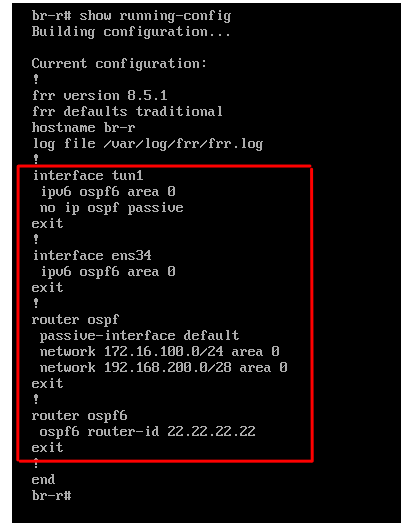 br-r# show running-config
Building configuration...
Current configuration:
!
frr version 8.5.1
frr defaults traditional
hostname br-r
log file /var/log/frr/frr.log
!
interface tun1
 ipv6 ospf6 area 0
 no ip ospf passive
exit
!
interface ens34
 ipv6 ospf6 area 0
exit
!
router ospf
 passive-interface default
 network 172.16.100.0/24 area 0
 network 192.168.200.0/28 area 0
exit
!
router ospf6
 ospf6 router-id 22.22.22.22
exit
!
end
br-r#